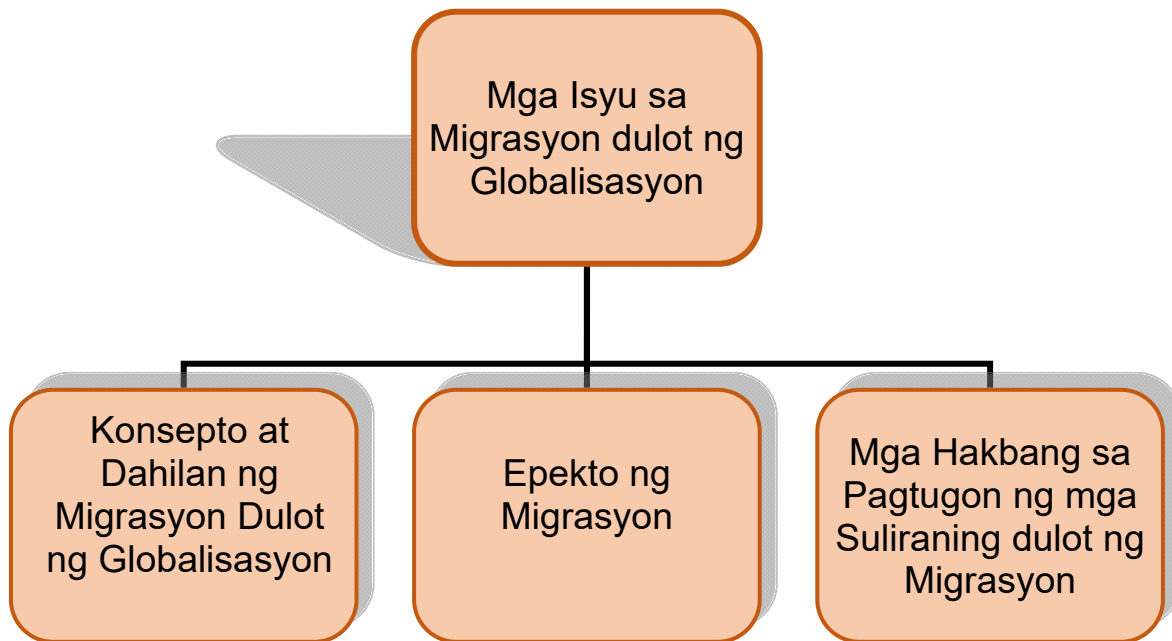 Mga Isyu sa
Migrasyon dulot ng
Globalisasyon
Konsepto at
Dahilan ng
Migrasyon Dulot
ng Globalisasyon
Epekto ng
Migrasyon
Mga Hakbang sa
Pagtugon ng mga
Suliraning dulot ng
Migrasyon